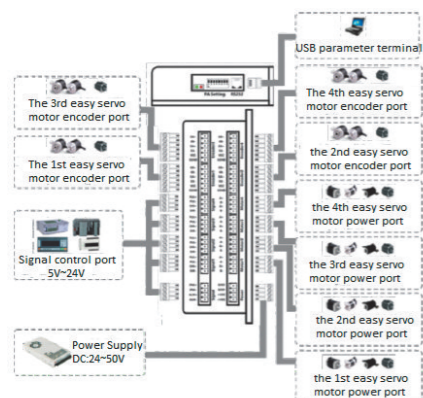 USB parameter terminal
The 3rd easy servo
motor encoder port
The 4th easy servo
motor encoder port
The 1st easy servo
motor encoder port
the 2nd easy servo
motor encoder port
the 4th easy servo
motor power port
Signal control port
5V~24V
the 3rd easy servo
motor power port
the 2nd easy servo
motor power port
Power Supply
DC:24~50V
the 1st easy servo
motor power port